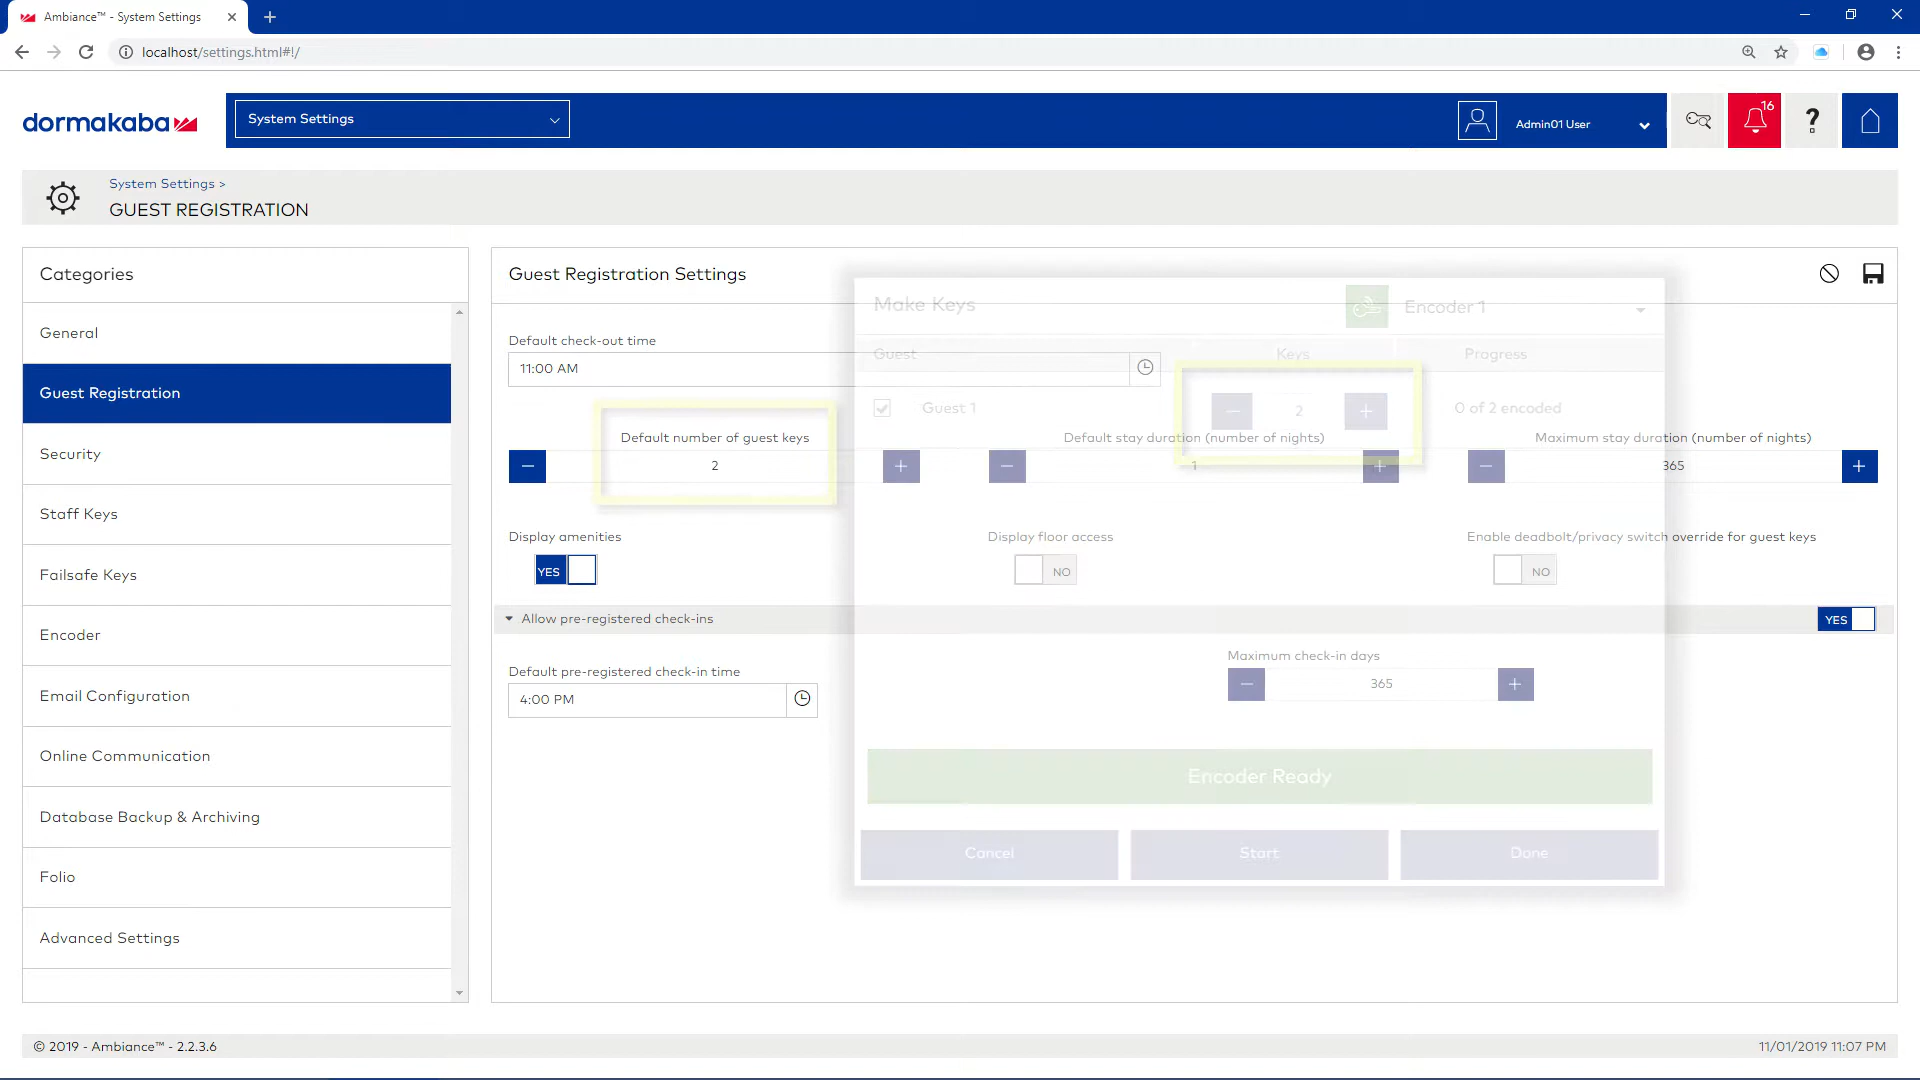 Ambiance™ - System Settings
localhost/settings.html#!/
dormakaba
System Settings
Admin01 User
16
?
System Settings >
GUEST REGISTRATION
Categories
General
Guest Registration
Security
Staff Keys
Failsafe Keys
Encoder
Email Configuration
Online Communication
Database Backup & Archiving
Folio
Advanced Settings
Guest Registration Settings
Make Keys
Encoder 1
Default check-out time
Guest
Keys
Progress
11:00 AM
Guest 1
2
0 of 2 encoded
Default number of guest keys
Default stay duration (number of nights)
Maximum stay duration (number of nights)
2
1
365
Display amenities
Display floor access
Enable deadbolt/privacy switch override for guest keys
YES
NO
NO
Allow pre-registered check-ins
YES
Default pre-registered check-in time
Maximum check-in days
4:00 PM
365
Encoder Ready
Cancel
Start
Done
© 2019 - Ambiance™ - 2.2.3.6
11/01/2019 11:07 PM